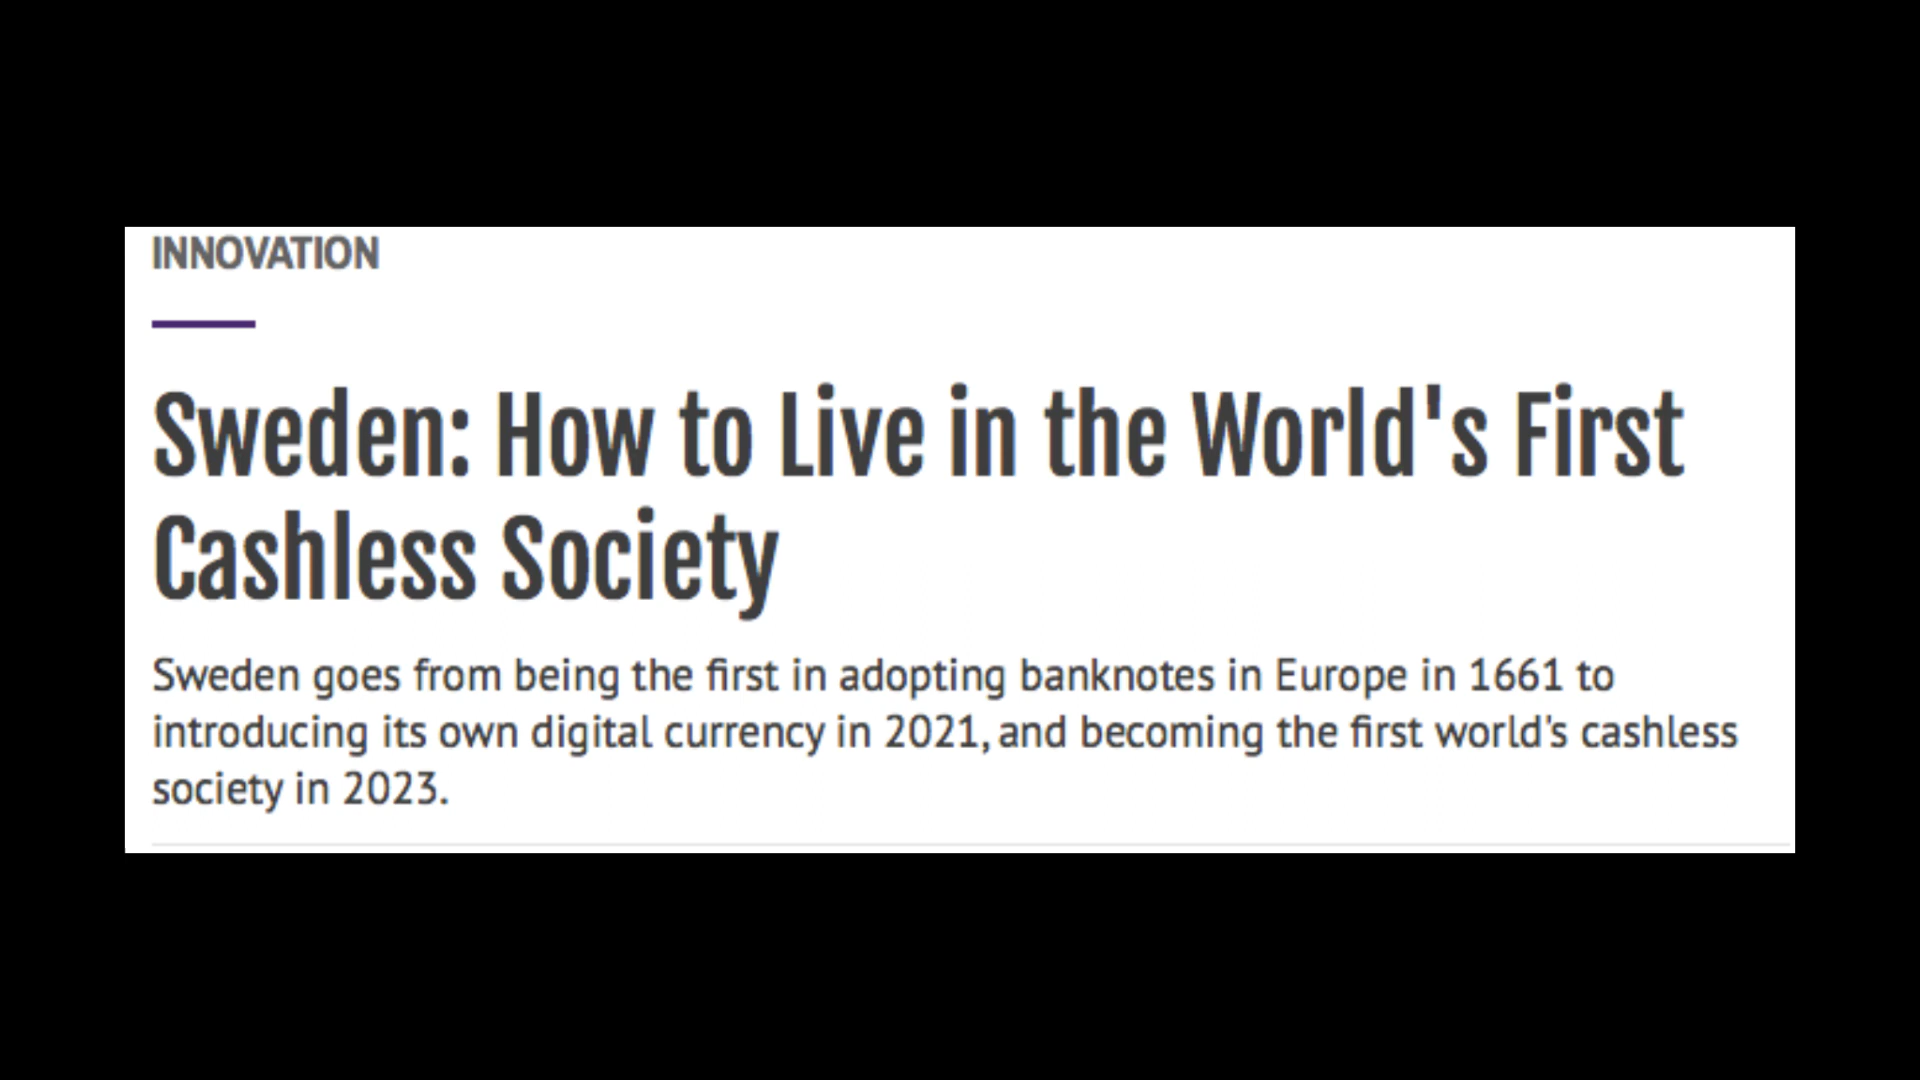 INNOVATION
Sweden: How to Live in the World's First
Cashless Society
Sweden goes from being the first in adopting banknotes in Europe in 1661 to
introducing its own digital currency in 2021, and becoming the first world's cashless
society in 2023.